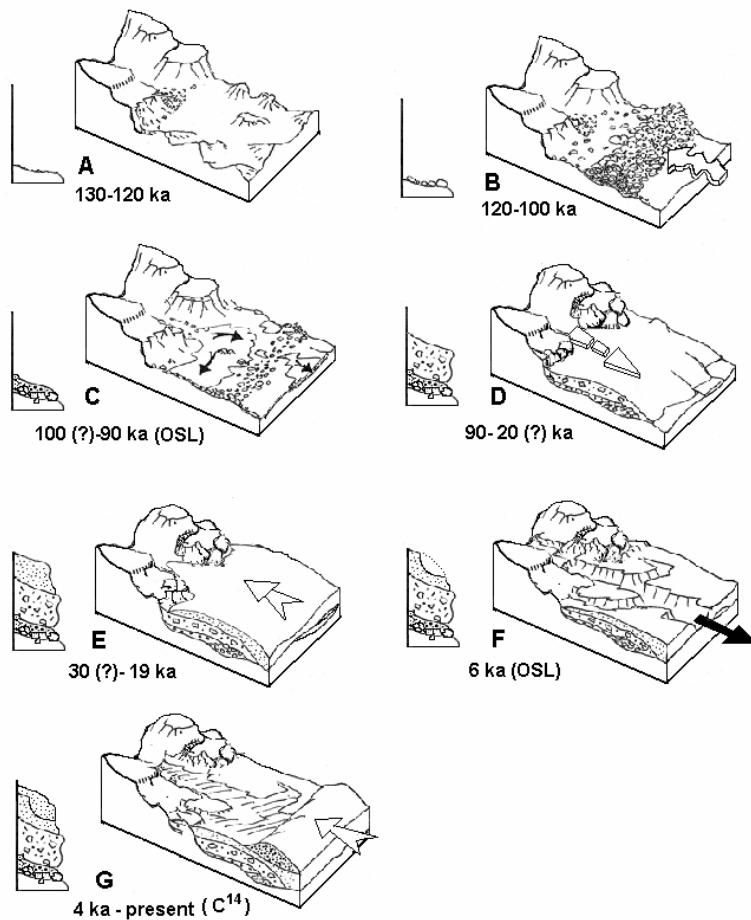 A
130-120 ka
B
120-100 ka
C
100 (?)-90 ka (OSL)
D
90- 20 (?) ka
E
30 (?)- 19 ka
F
6 ka (OSL)
G
4 ka - present (C¹⁴)